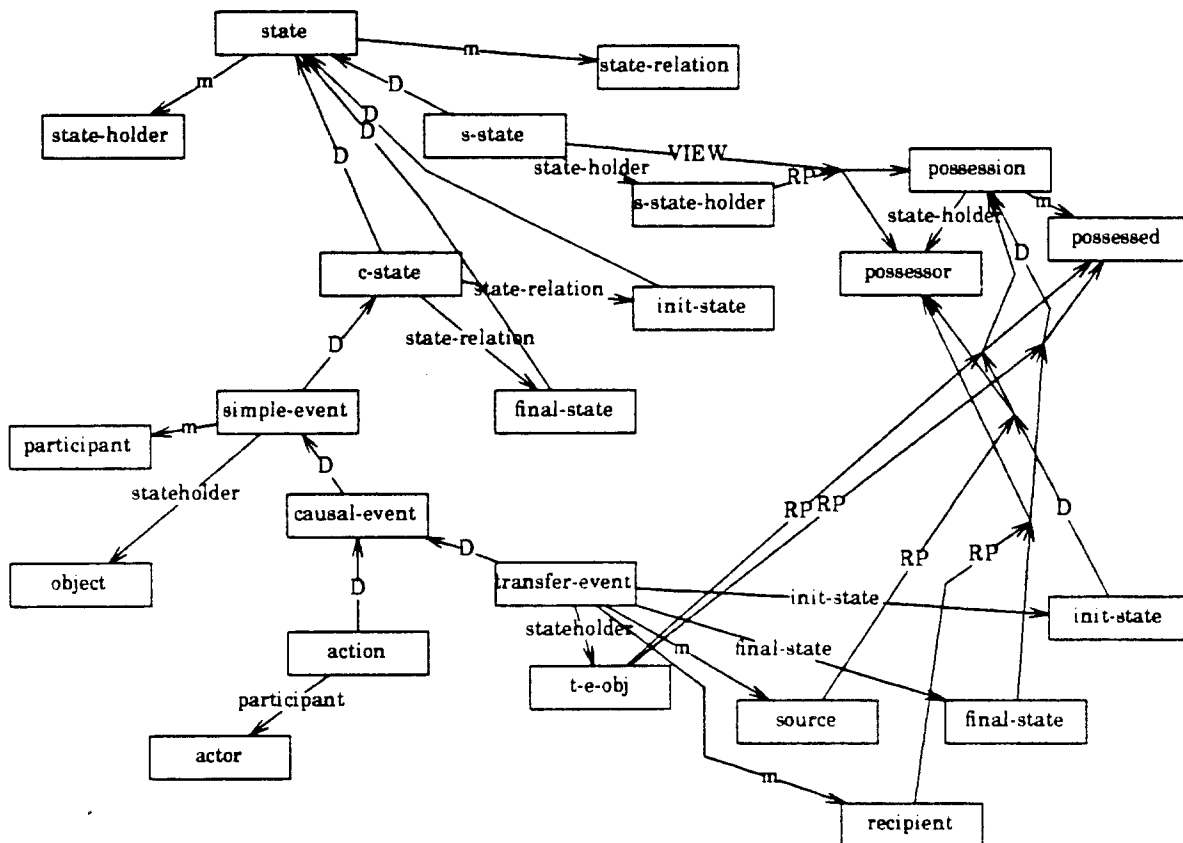 state
m
state-relation
m
D
D
D
state-holder
s-state
D
VIEW
state-holder
RP
possession
s-state-holder
m
state-holder
possessed
D
c-state
state-relation
possessor
init-state
state-relation
D
simple-event
final-state
participant
m
D
stateholder
causal-event
RP
RP
D
D
RP
RP
object
D
transfer-event
init-state
init-state
stateholder
action
m
final-state
t-e-obj
participant
source
final-state
actor
m
recipient